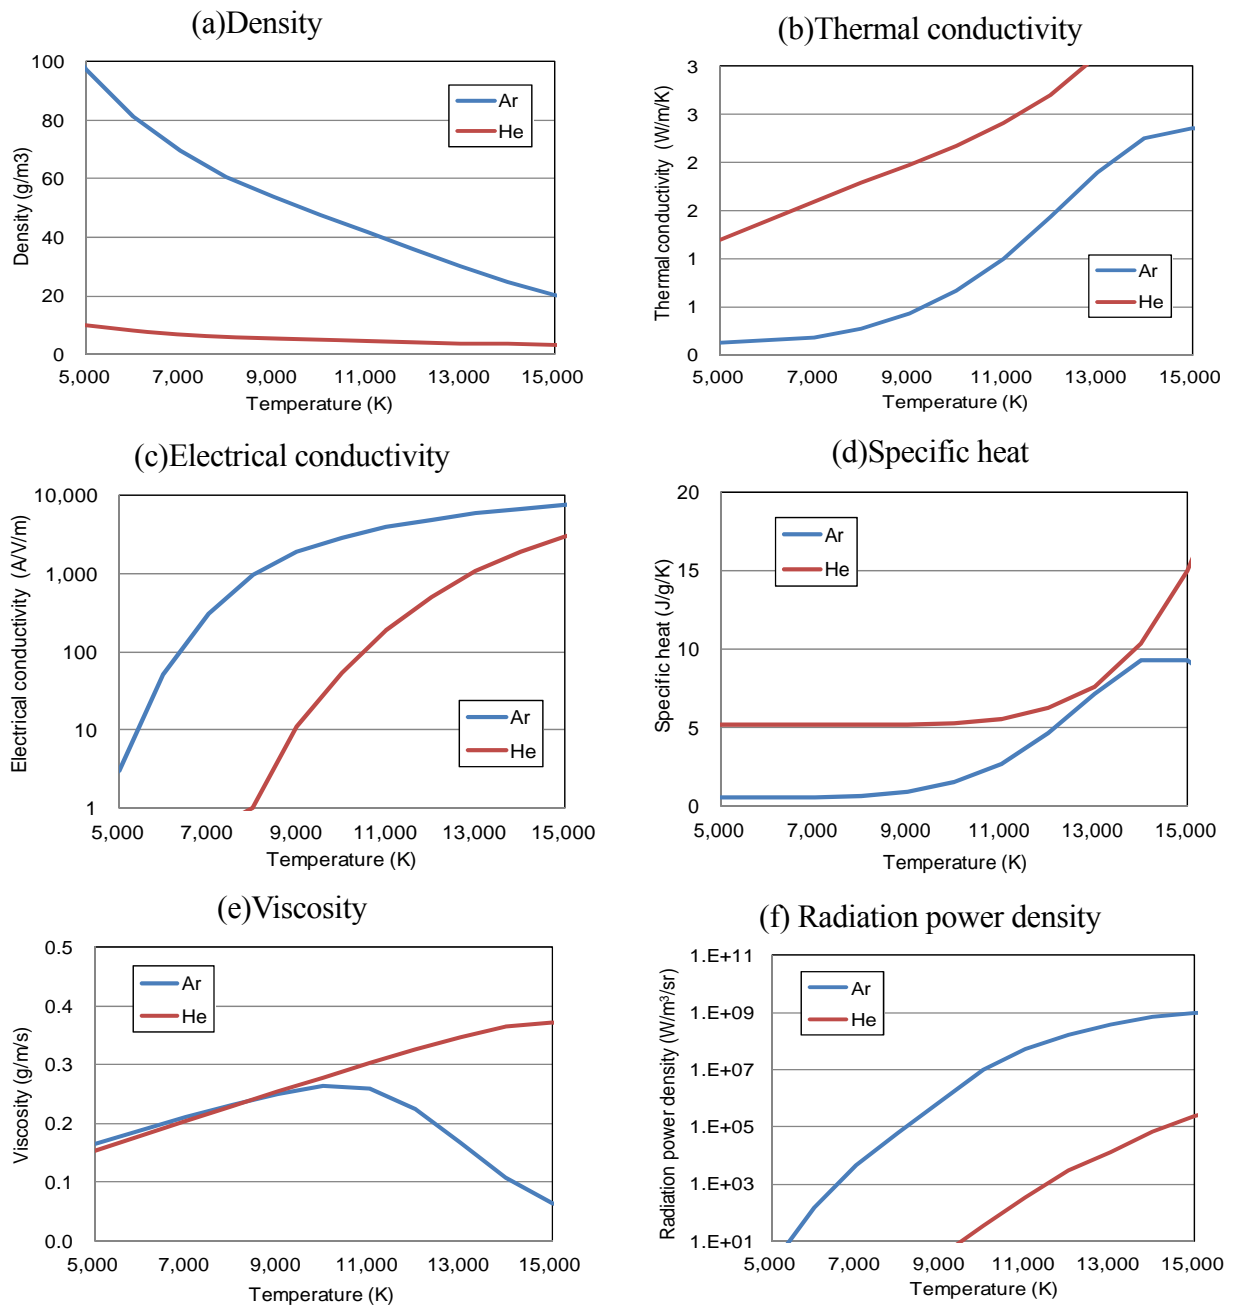 (a)Density
Density (g/m3)
100
80
60
40
20
0
Ar
He
5,000 7,000 9,000 11,000 13,000 15,000
Temperature (K)
(b)Thermal conductivity
Thermal conductivity (W/m/K)
3
3
2
2
1
1
0
Ar
He
5,000 7,000 9,000 11,000 13,000 15,000
Temperature (K)
(c)Electrical conductivity
Electrical conductivity (A/V/m)
10,000
1,000
100
10
1
Ar
He
5,000 7,000 9,000 11,000 13,000 15,000
Temperature (K)
(d)Specific heat
Specific heat (J/g/K)
20
15
10
5
0
Ar
He
5,000 7,000 9,000 11,000 13,000 15,000
Temperature (K)
(e)Viscosity
Viscosity (g/m/s)
0.5
0.4
0.3
0.2
0.1
0.0
Ar
He
5,000 7,000 9,000 11,000 13,000 15,000
Temperature (K)
(f) Radiation power density
Radiation power density (W/m³/sr)
1.E+11
1.E+09
1.E+07
1.E+05
1.E+03
1.E+01
Ar
He
5,000 7,000 9,000 11,000 13,000 15,000
Temperature (K)